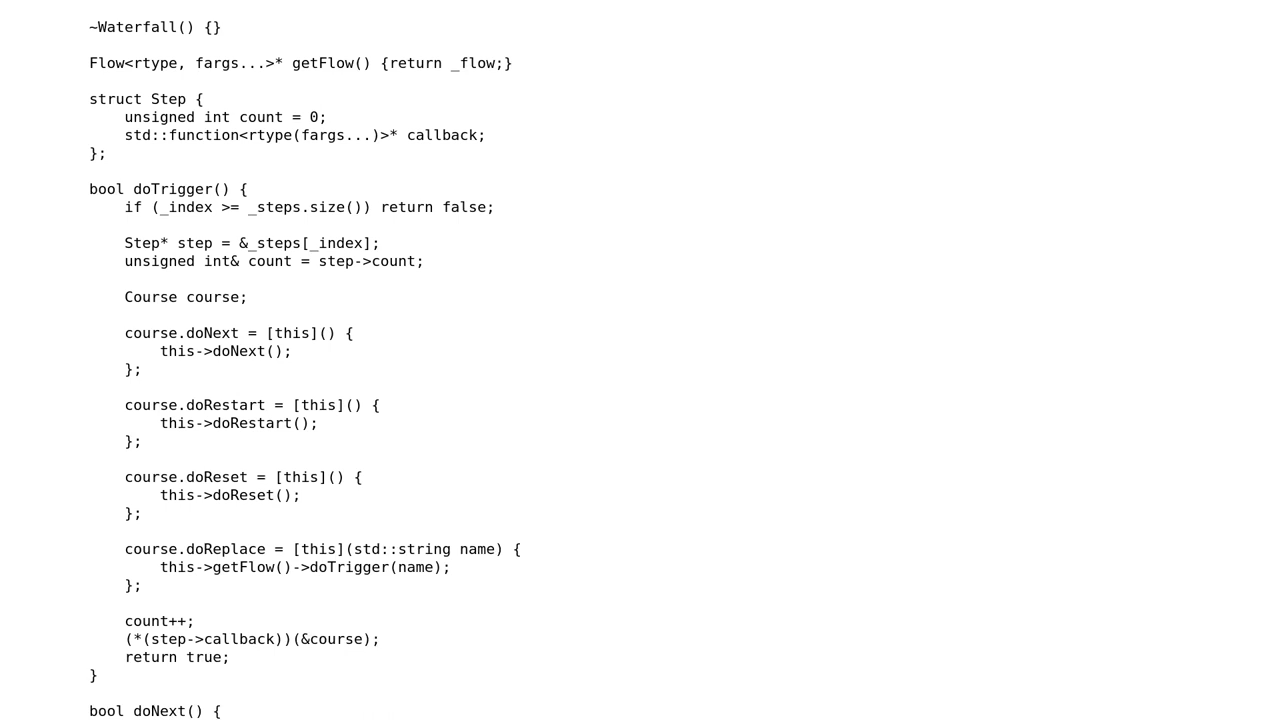 ~Waterfall() {}
Flow<rtype, fargs...>* getFlow() {return _flow;}
struct Step {
unsigned int count = 0;
std::function<rtype(fargs...)>* callback;
};
bool doTrigger() {
if (_index >= _steps.size()) return false;
Step* step = &_steps[_index];
unsigned int& count = step->count;
Course course;
course.doNext = [this]() {
this->doNext();
};
course.doRestart = [this]() {
this->doRestart();
};
course.doReset = [this]() {
this->doReset();
};
course.doReplace = [this](std::string name) {
this->getFlow()->doTrigger(name);
};
count++;
(*(step->callback))(&course);
return true;
}
bool doNext() {